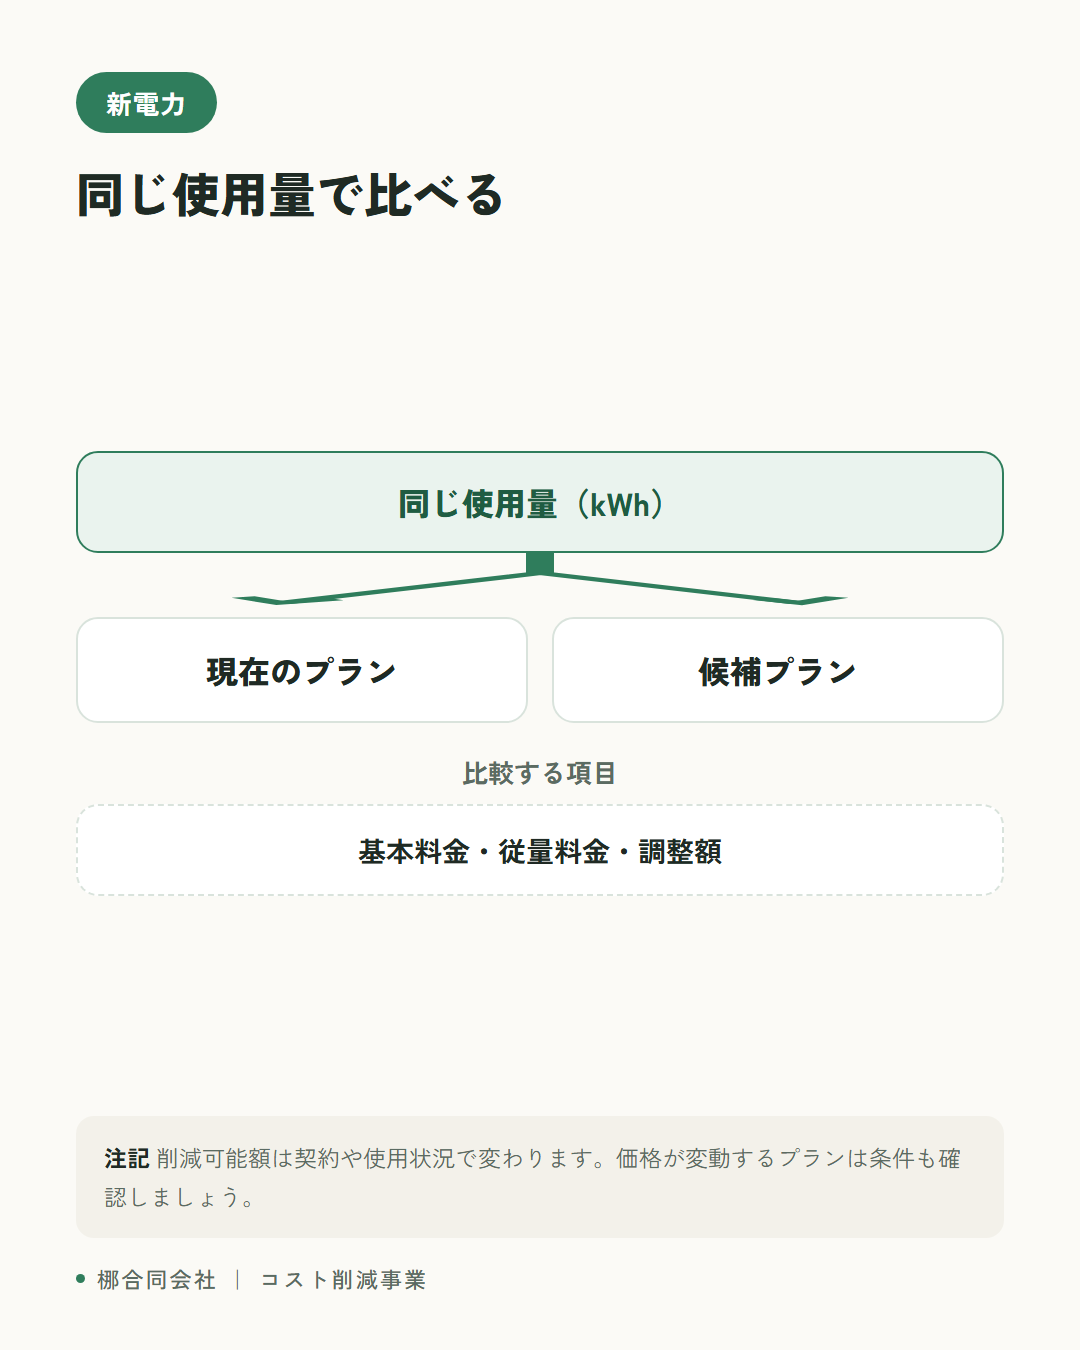 新電力
同じ使用量で比べる
同じ使用量（kWh）
現在のプラン
候補プラン
比較する項目
基本料金・従量料金・調整額
注記 削減可能額は契約や使用状況で変わります。価格が変動するプランは条件も確
認しましょう。
梛合同会社 ｜ コスト削減事業